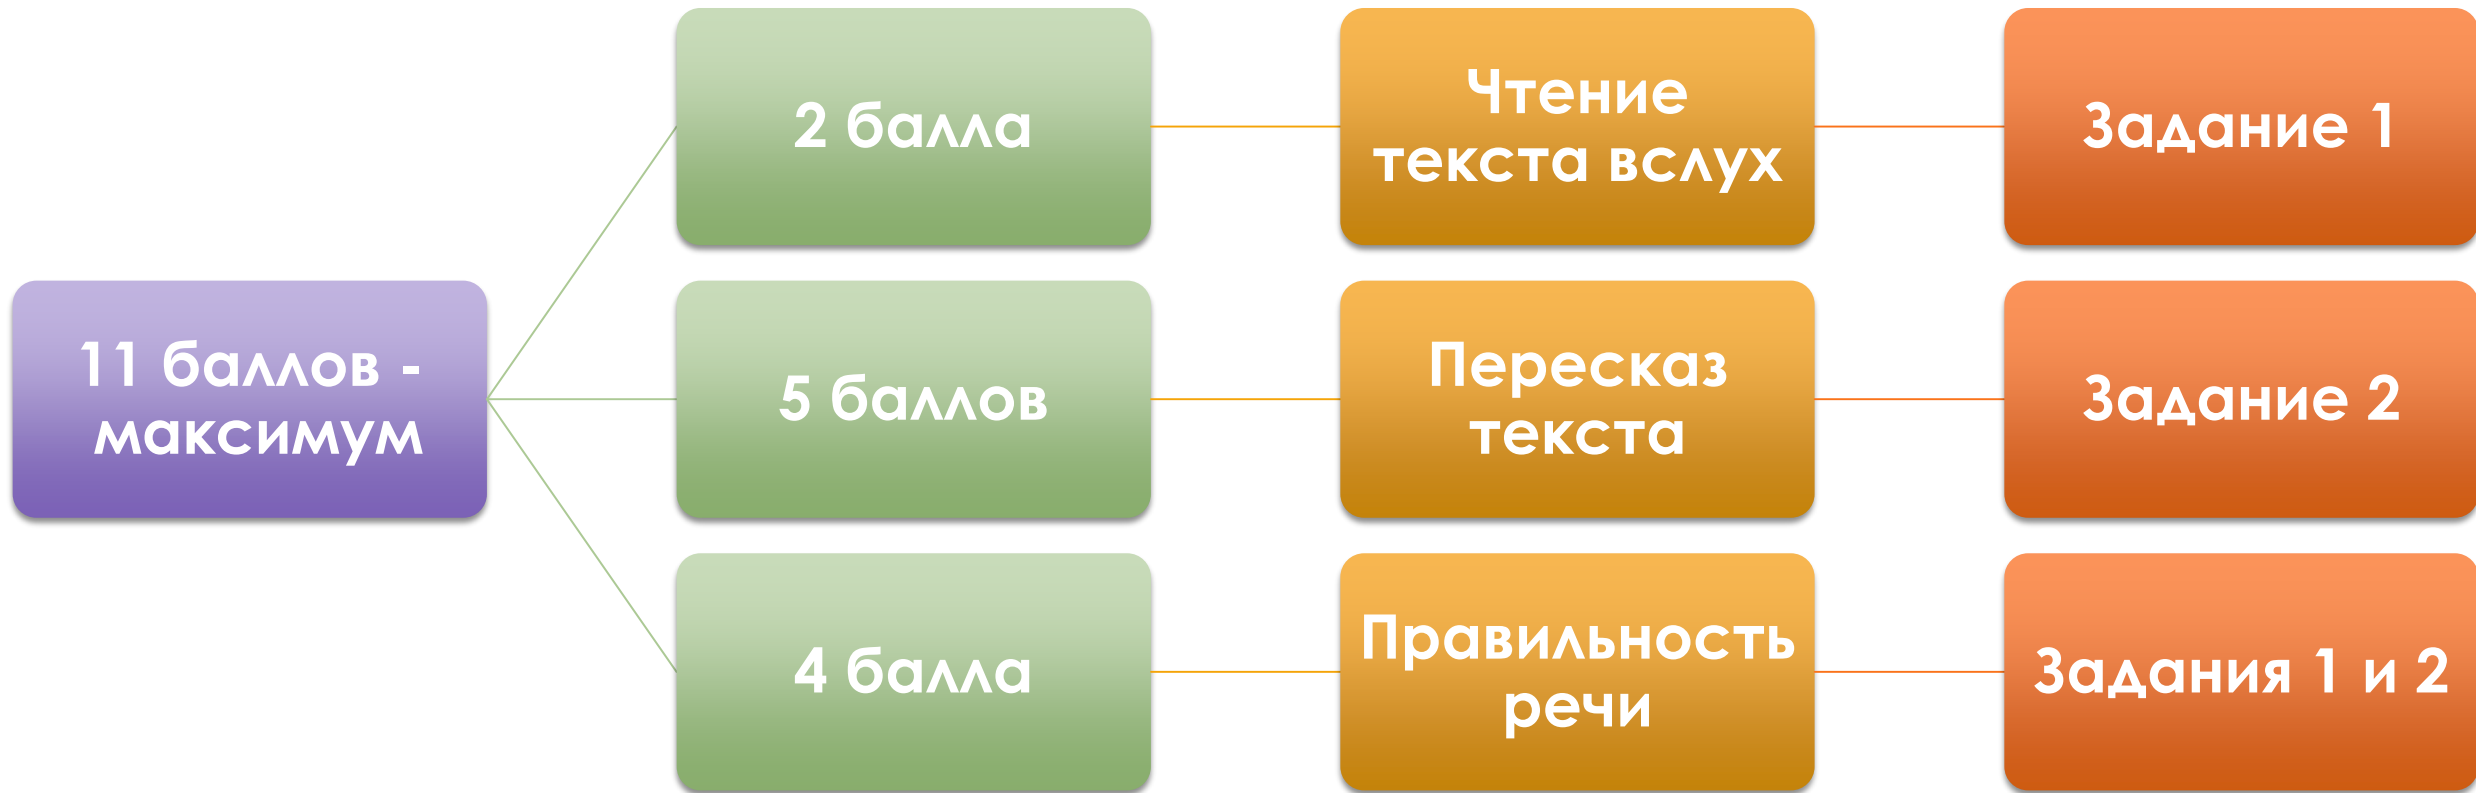 2 балла
Чтение
текста вслух
Задание 1
11 баллов -
максимум
5 баллов
Пересказ
текста
Задание 2
4 балла
Правильность
речи
Задания 1 и 2